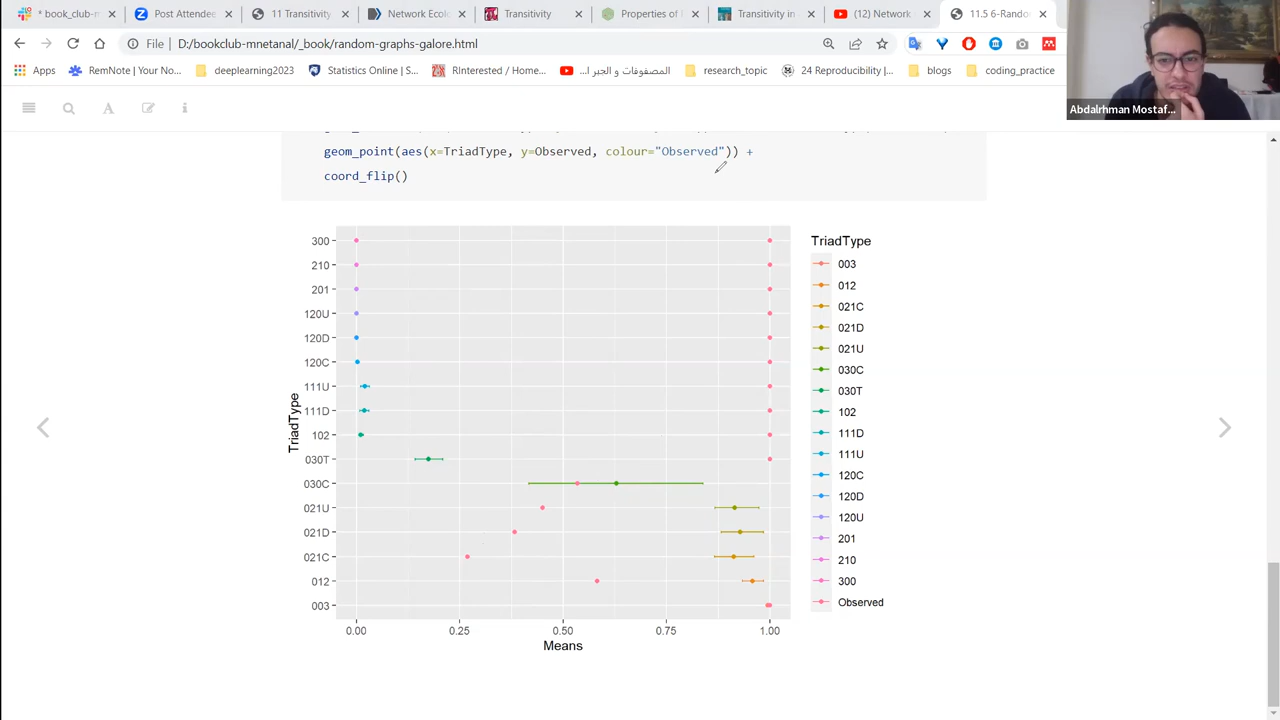 * book_club-m
Post Attendee
11 Transitivity
Network Ecol
Transitivity
Properties of
Transitivity in
(12) Network
11.5 6-Rando
File
D:/bookclub-mnetanal/_book/random-graphs-galore.html
Apps
RemNote | Your No...
deeplearning2023
Statistics Online | S...
RInterested / Home...
المصفوفات و الجبر ا...
research_topic
24 Reproducibility |...
blogs
coding_practice
Abdalrhman Mostaf...
geom_point(aes(x=TriadType, y=Observed, colour="Observed")) +
coord_flip()
TriadType
300
210
201
120U
120D
120C
111U
111D
102
030T
030C
021U
021D
021C
012
003
0.00
0.25
0.50
0.75
1.00
Means
TriadType
003
012
021C
021D
021U
030C
030T
102
111D
111U
120C
120D
120U
201
210
300
Observed